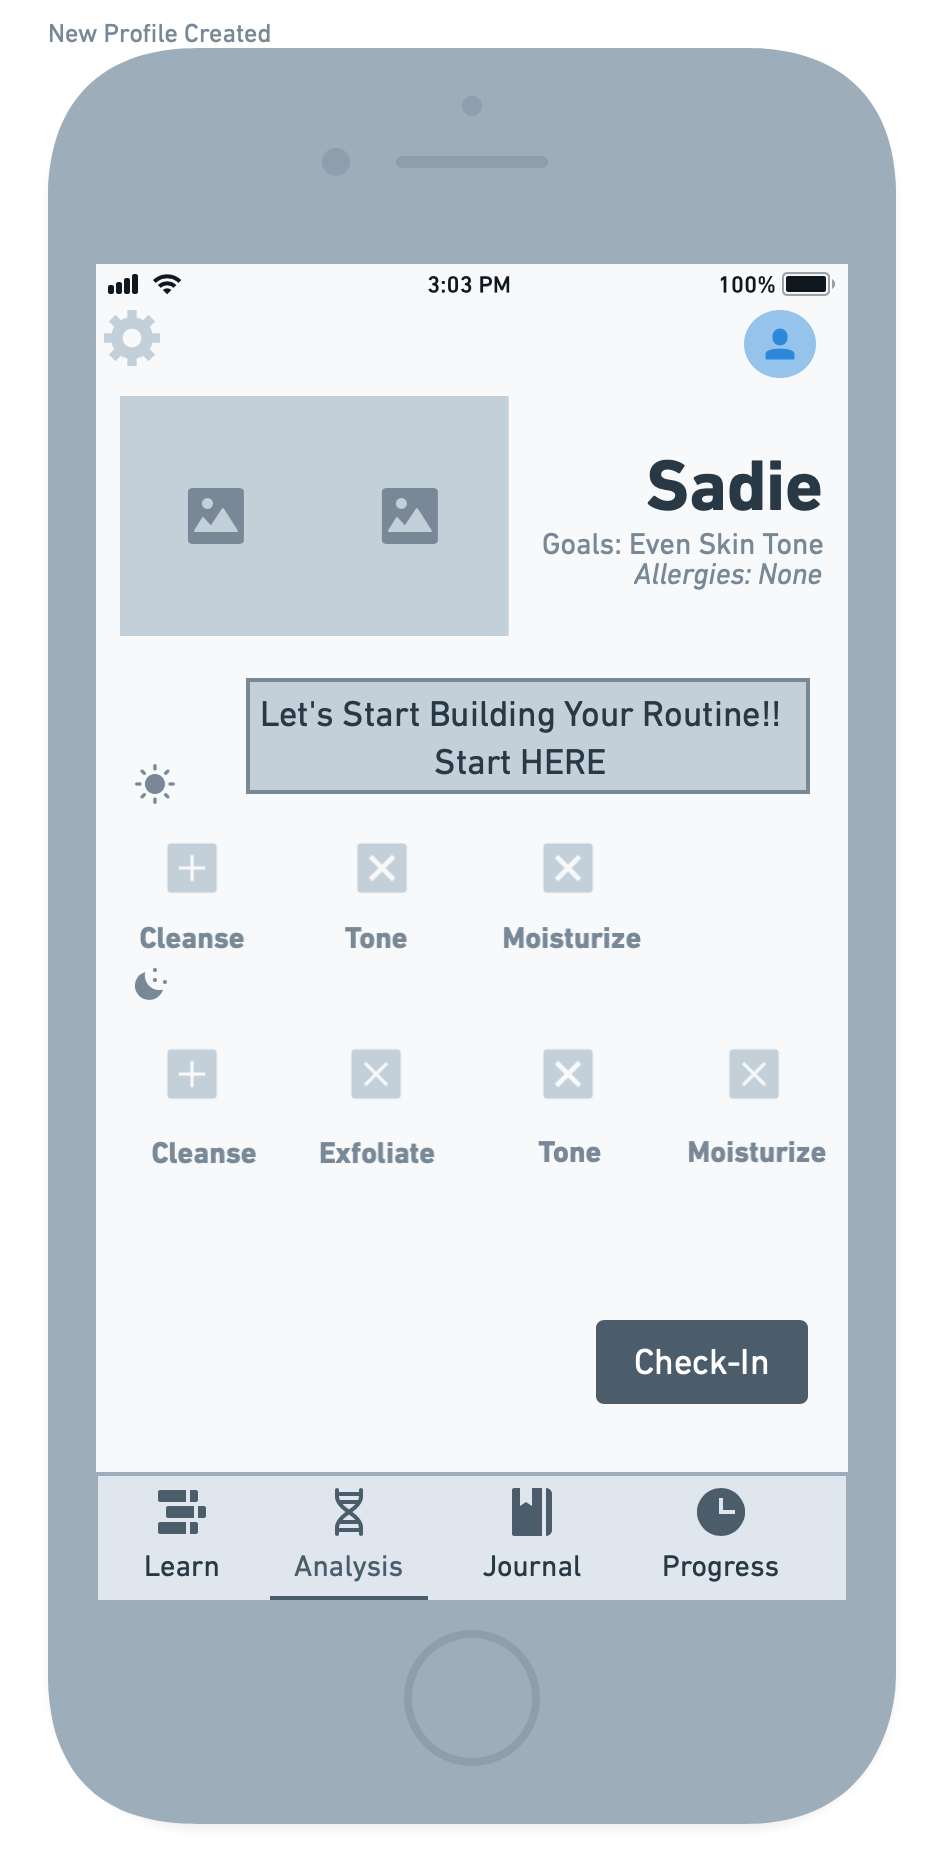 New Profile Created
3:03 PM
100%
Sadie
Goals: Even Skin Tone
Allergies: None
Let's Start Building Your Routine!!
Start HERE
Cleanse Tone Moisturize
Cleanse Exfoliate Tone Moisturize
Check-In
Learn Analysis Journal Progress